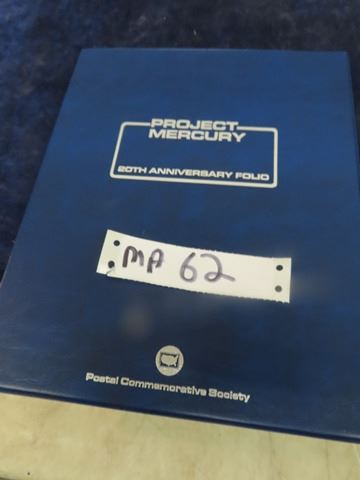 PROJECT
MERCURY
20TH ANNIVERSARY FOLIO
MA 62
Postal Commemorative Society